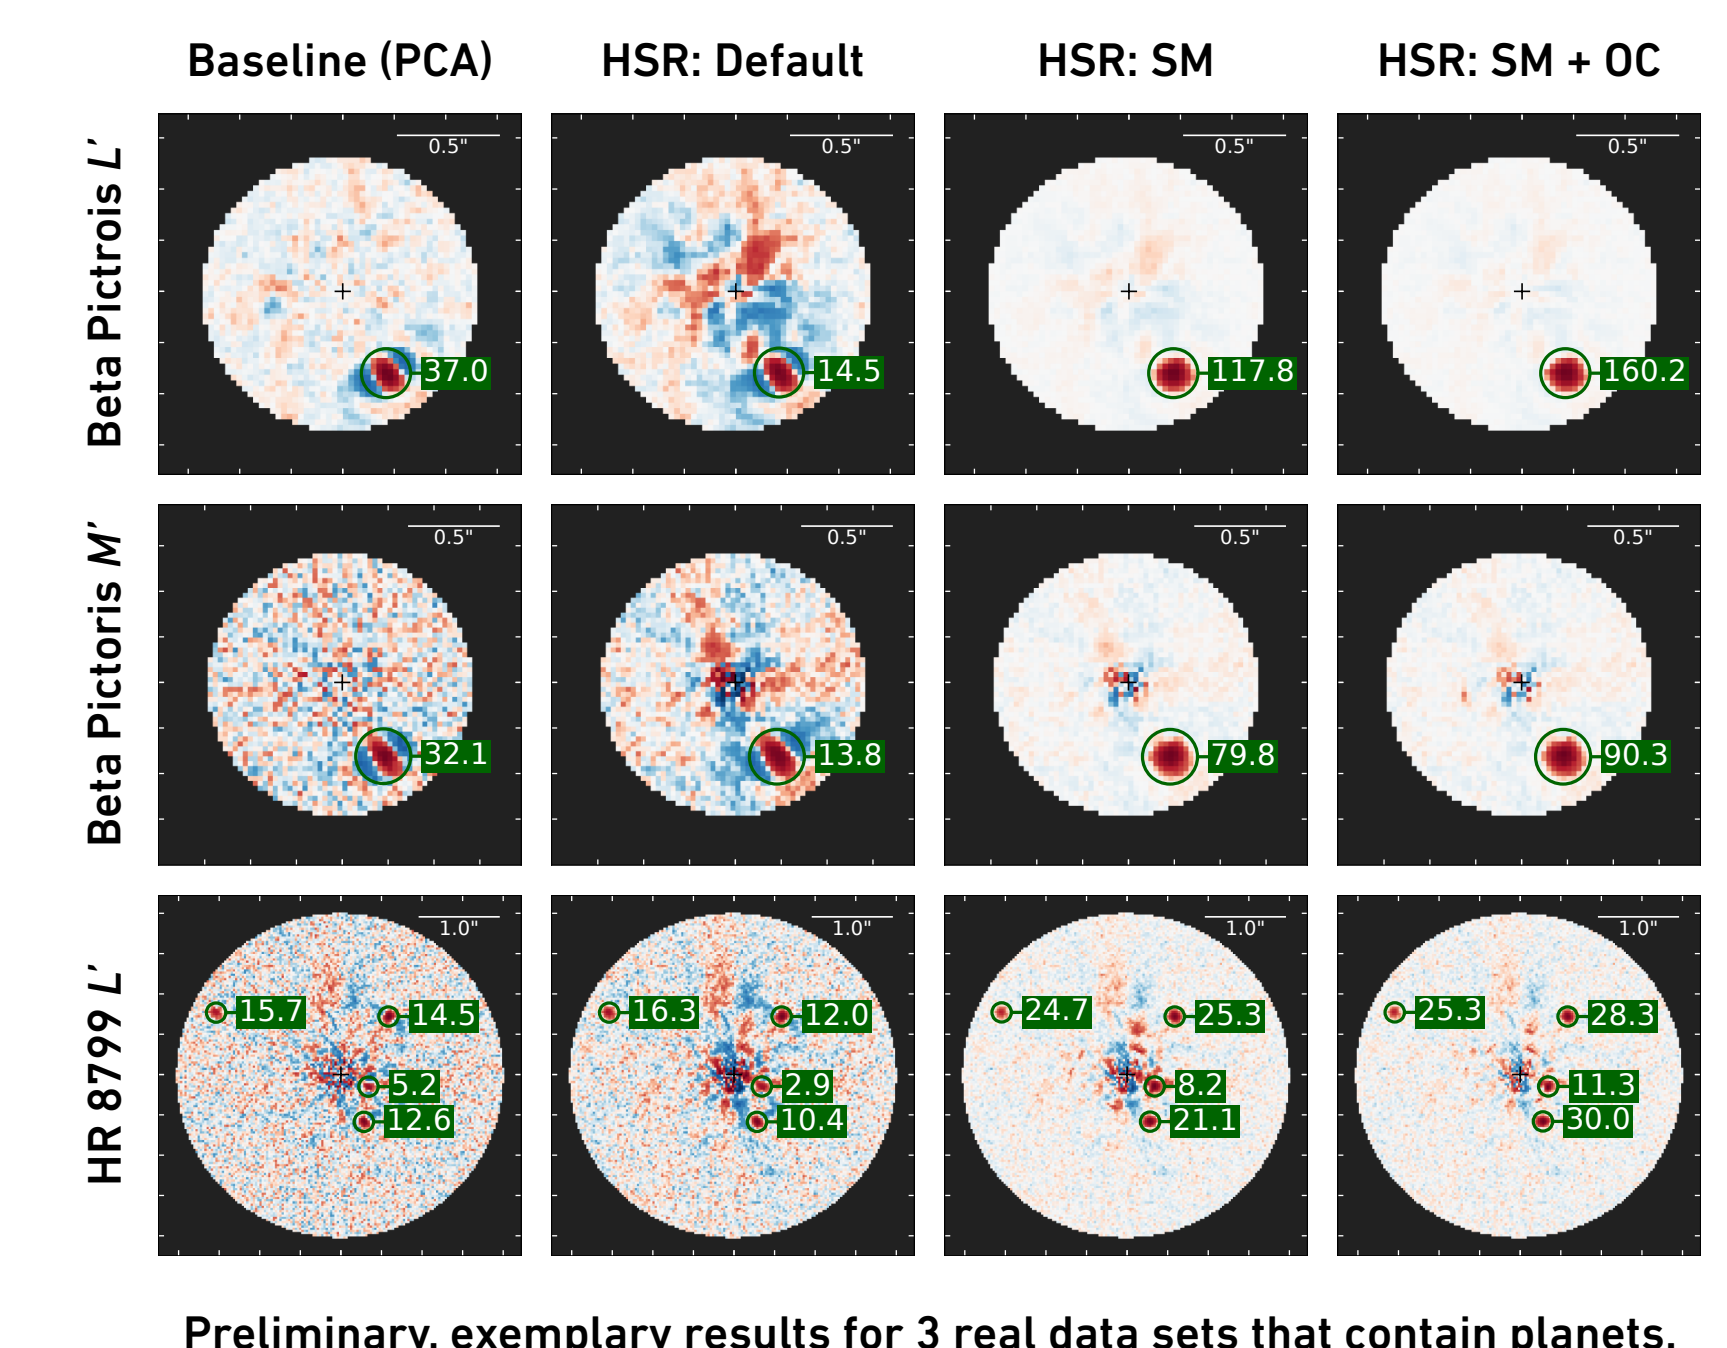 Baseline (PCA) HSR: Default HSR: SM HSR: SM + OC
Beta Pictrois L′
0.5" 0.5" 0.5" 0.5"
37.0 14.5 117.8 160.2
Beta Pictoris M′
0.5" 0.5" 0.5" 0.5"
32.1 13.8 79.8 90.3
HR 8799 L′
1.0" 1.0" 1.0" 1.0"
15.7 14.5 16.3 12.0 24.7 25.3 25.3 28.3
5.2 2.9 8.2 11.3
12.6 10.4 21.1 30.0
Preliminary, exemplary results for 3 real data sets that contain planets.